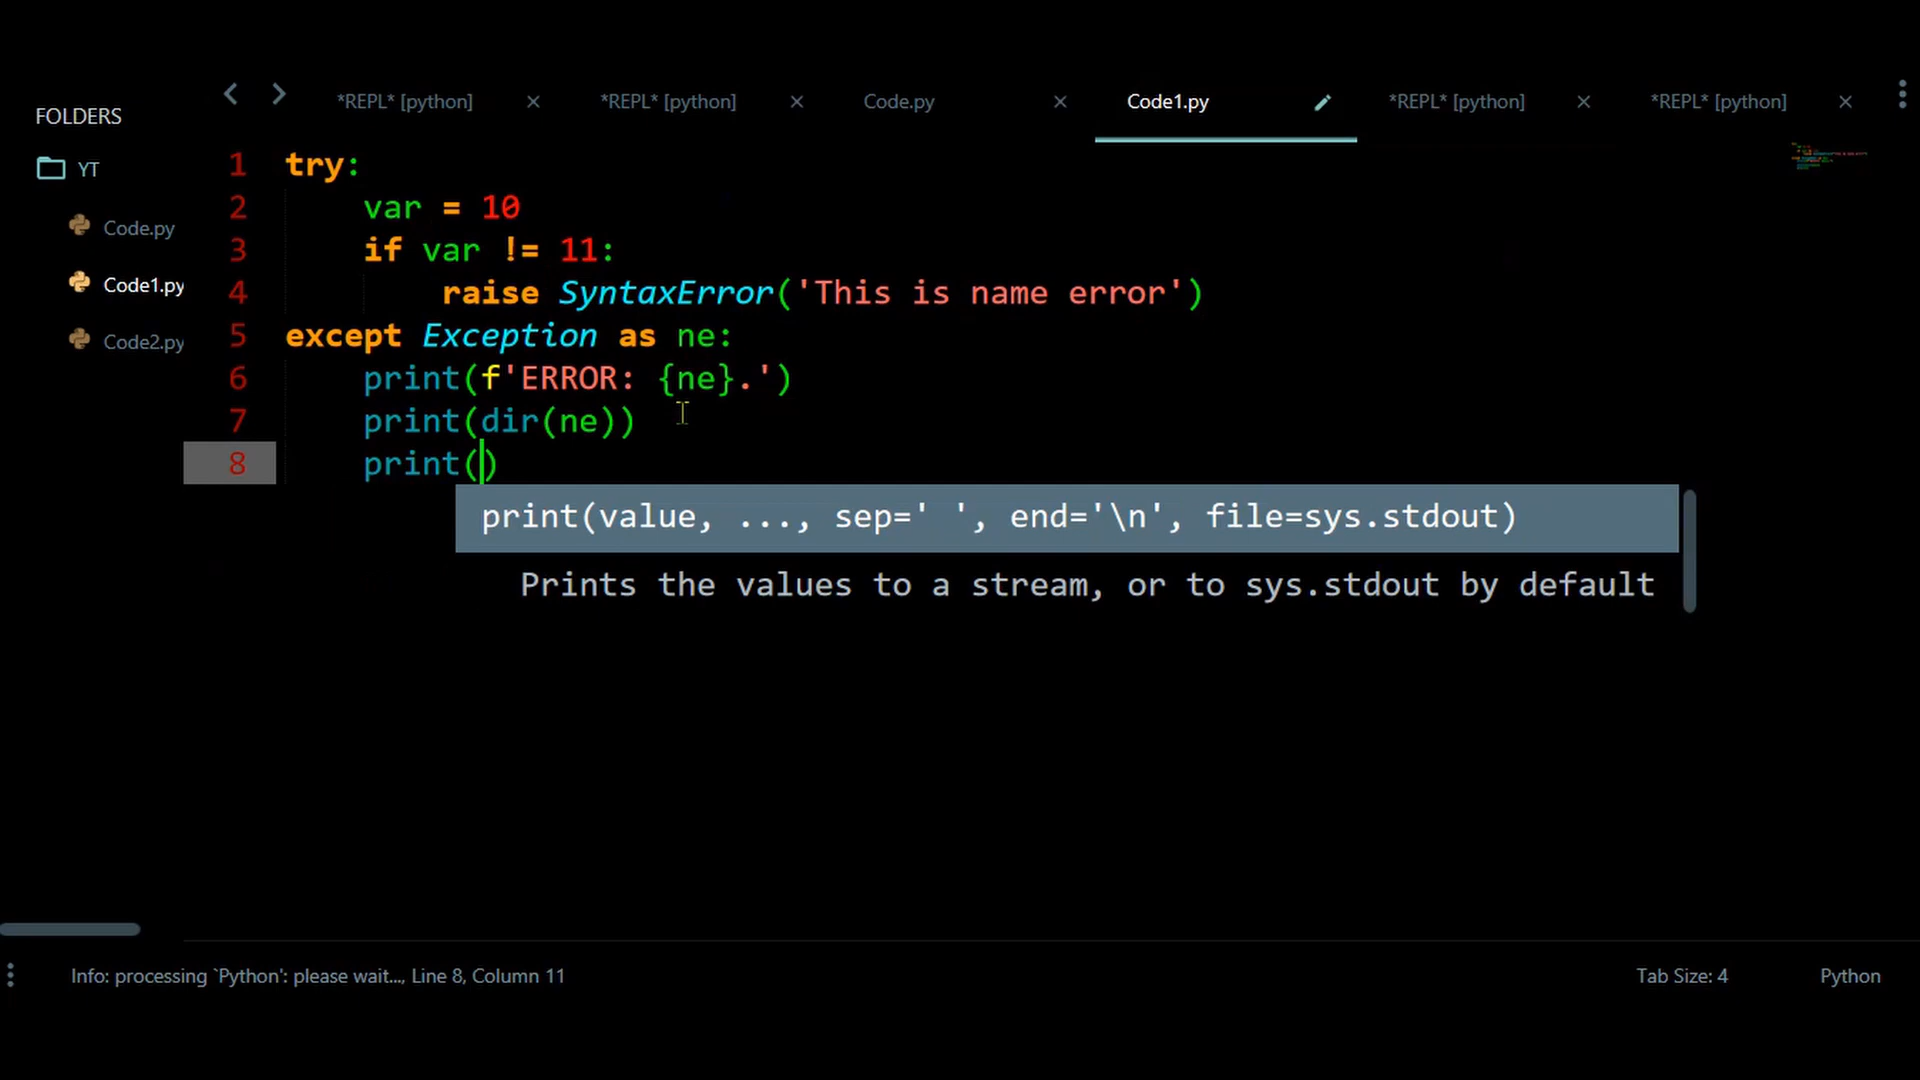 FOLDERS
YT
Code.py
Code1.py
Code2.py
*REPL* [python]
*REPL* [python]
Code.py
Code1.py
*REPL* [python]
*REPL* [python]
1 try:
2     var = 10
3     if var != 11:
4         raise SyntaxError('This is name error')
5 except Exception as ne:
6     print(f'ERROR: {ne}.')
7     print(dir(ne))
8     print()
print(value, ..., sep=' ', end='\n', file=sys.stdout)
Prints the values to a stream, or to sys.stdout by default
Info: processing `Python': please wait..., Line 8, Column 11
Tab Size: 4
Python